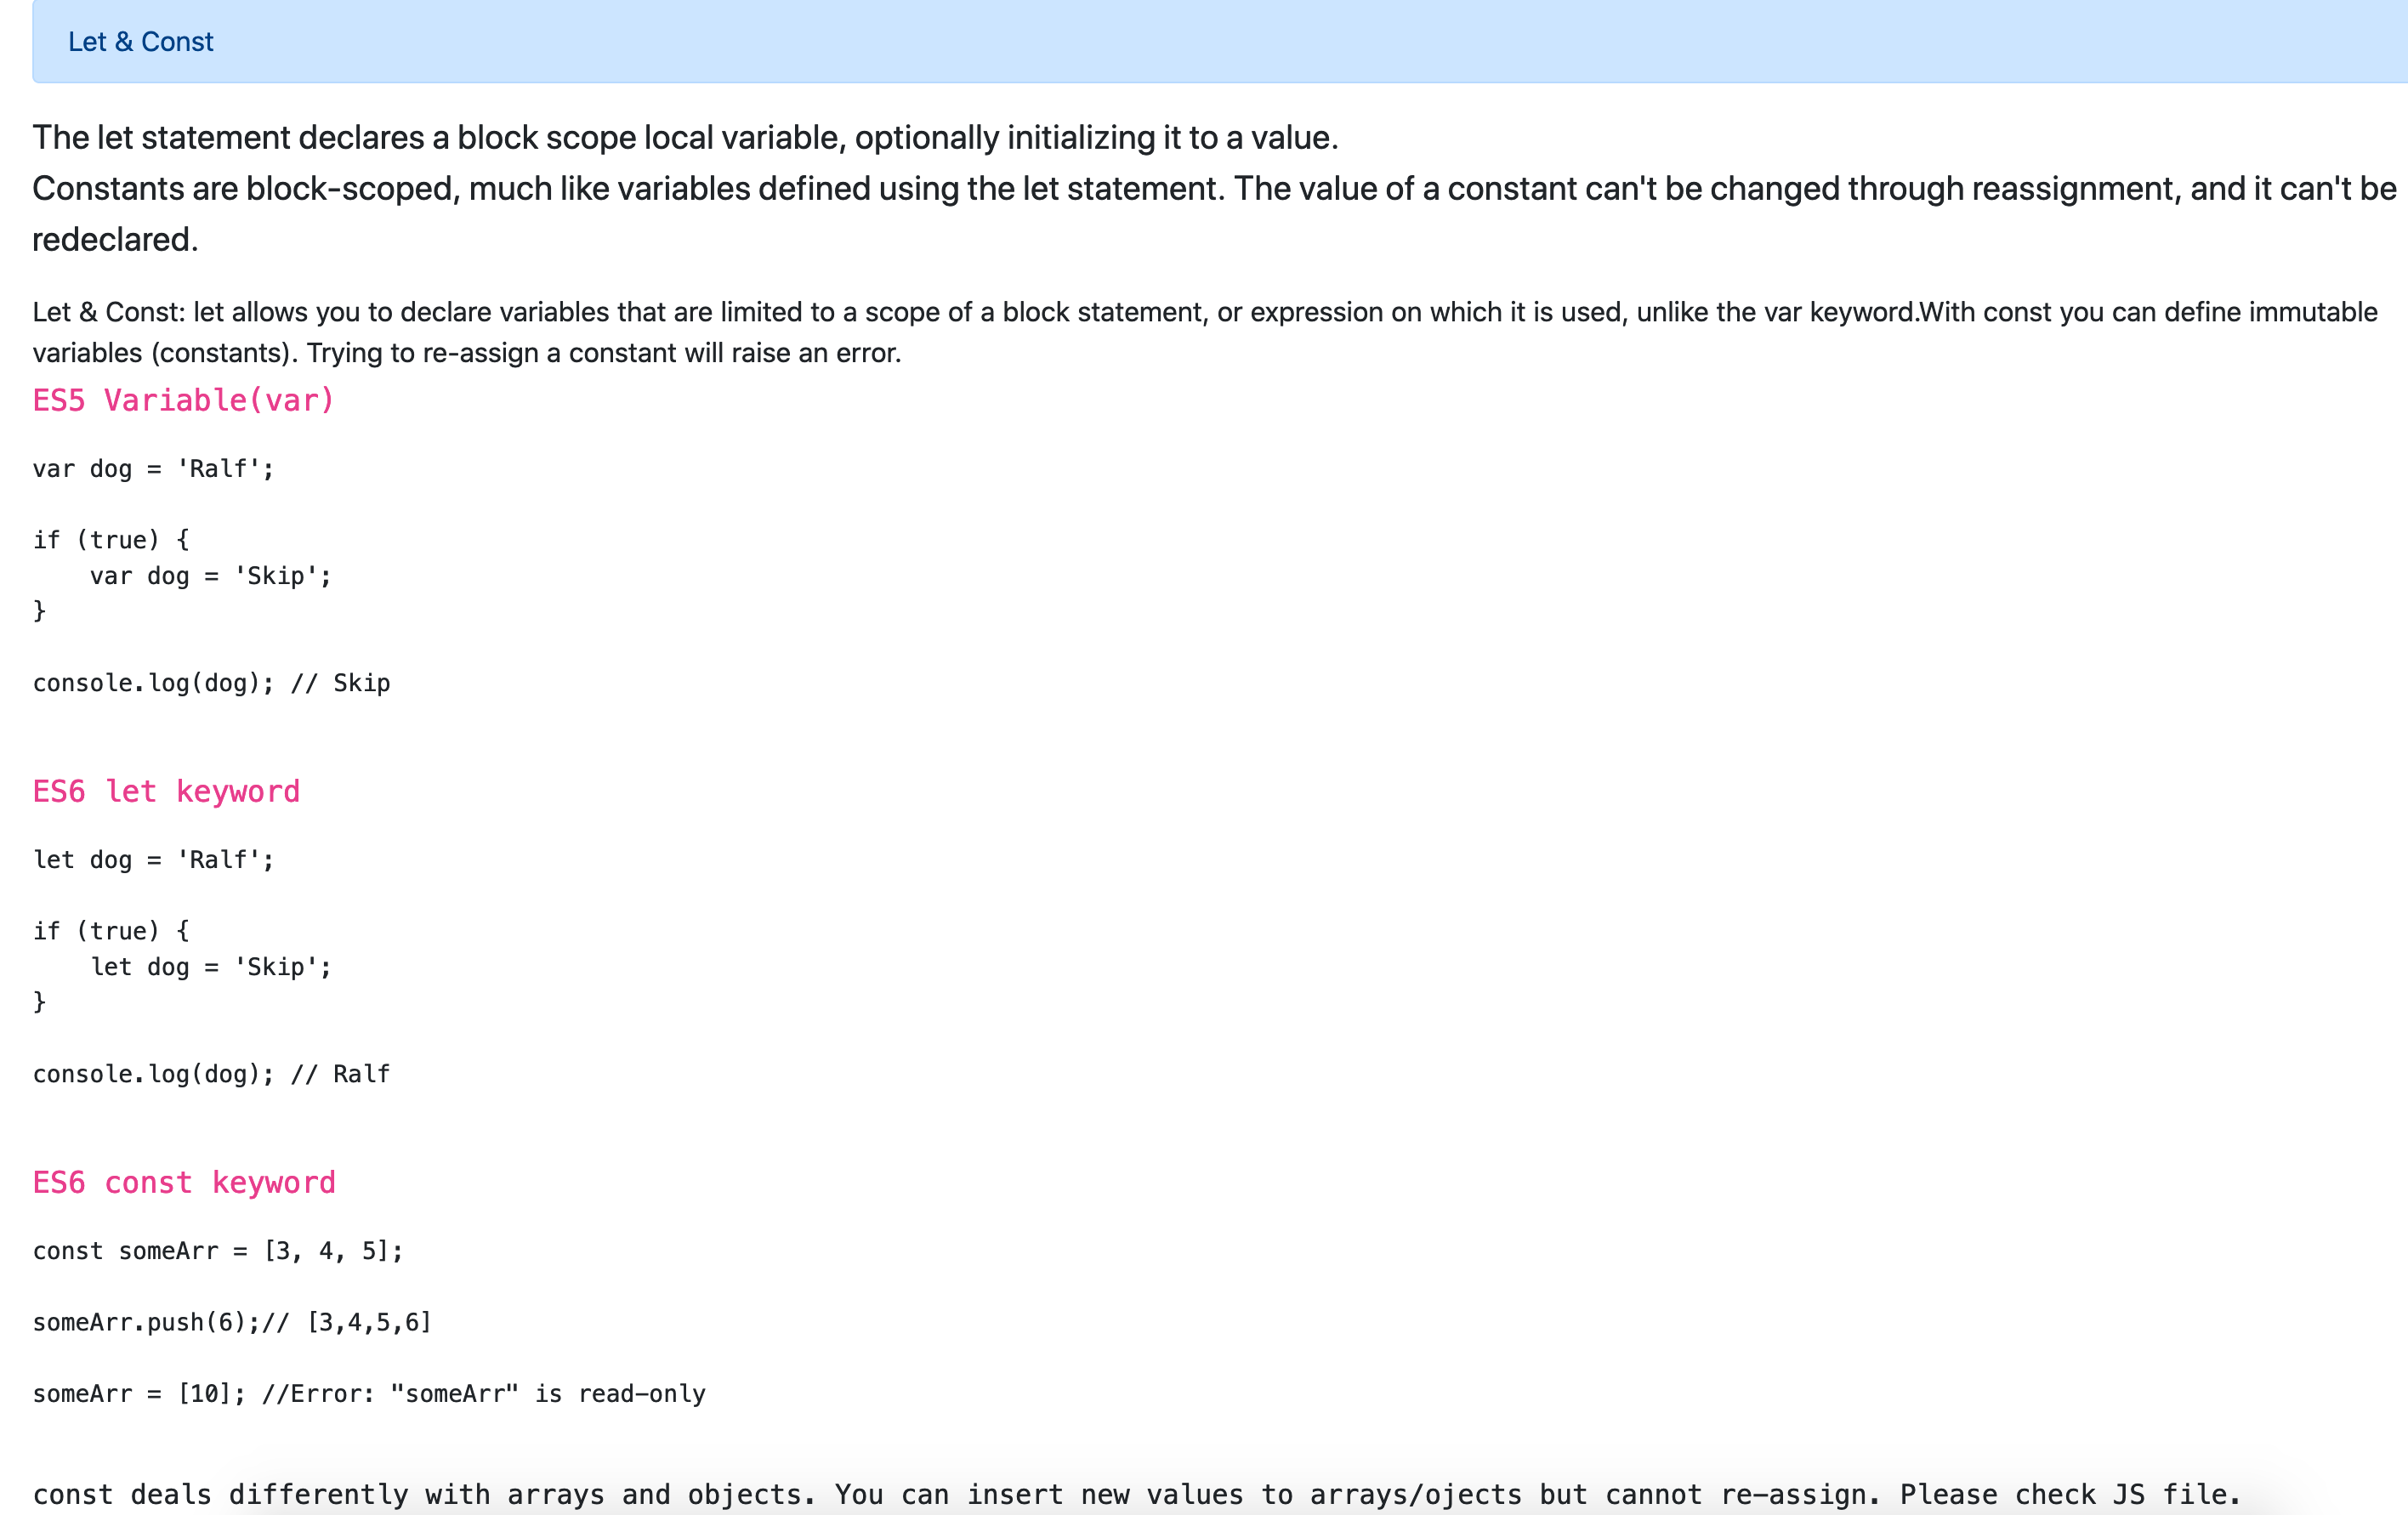 Let & Const
The let statement declares a block scope local variable, optionally initializing it to a value.
Constants are block-scoped, much like variables defined using the let statement. The value of a constant can't be changed through reassignment, and it can't be
redeclared.
Let & Const: let allows you to declare variables that are limited to a scope of a block statement, or expression on which it is used, unlike the var keyword.With const you can define immutable
variables (constants). Trying to re-assign a constant will raise an error.
ES5 Variable(var)
var dog = 'Ralf';
if (true) {
    var dog = 'Skip';
}
console.log(dog); // Skip
ES6 let keyword
let dog = 'Ralf';
if (true) {
    let dog = 'Skip';
}
console.log(dog); // Ralf
ES6 const keyword
const someArr = [3, 4, 5];
someArr.push(6);// [3,4,5,6]
someArr = [10]; //Error: "someArr" is read-only
const deals differently with arrays and objects. You can insert new values to arrays/ojects but cannot re-assign. Please check JS file.